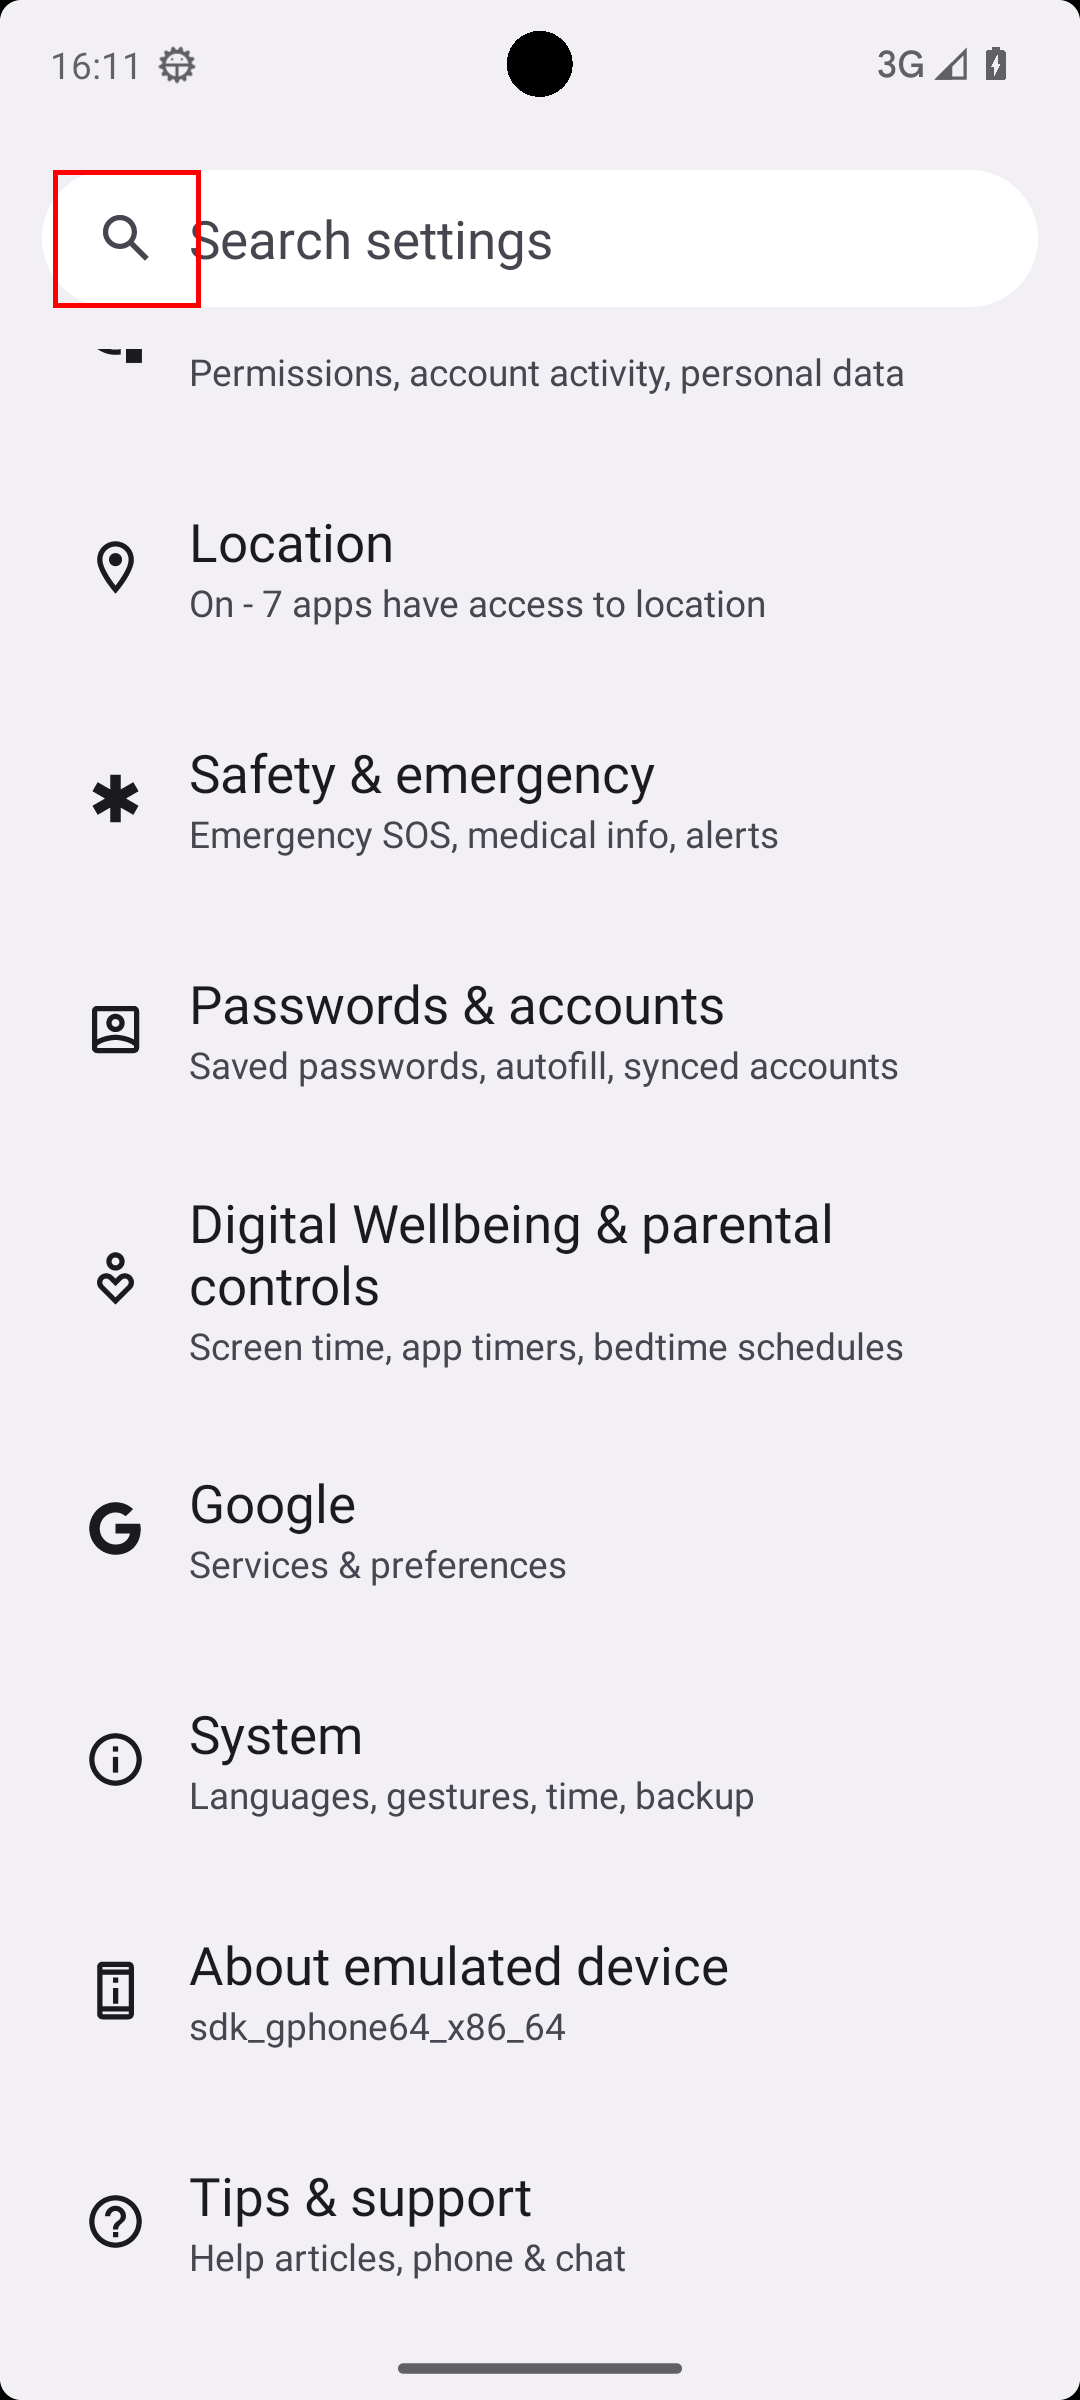 16:11
3G
Search settings
Permissions, account activity, personal data
Location
On - 7 apps have access to location
Safety & emergency
Emergency SOS, medical info, alerts
Passwords & accounts
Saved passwords, autofill, synced accounts
Digital Wellbeing & parental
controls
Screen time, app timers, bedtime schedules
Google
Services & preferences
System
Languages, gestures, time, backup
About emulated device
sdk_gphone64_x86_64
Tips & support
Help articles, phone & chat